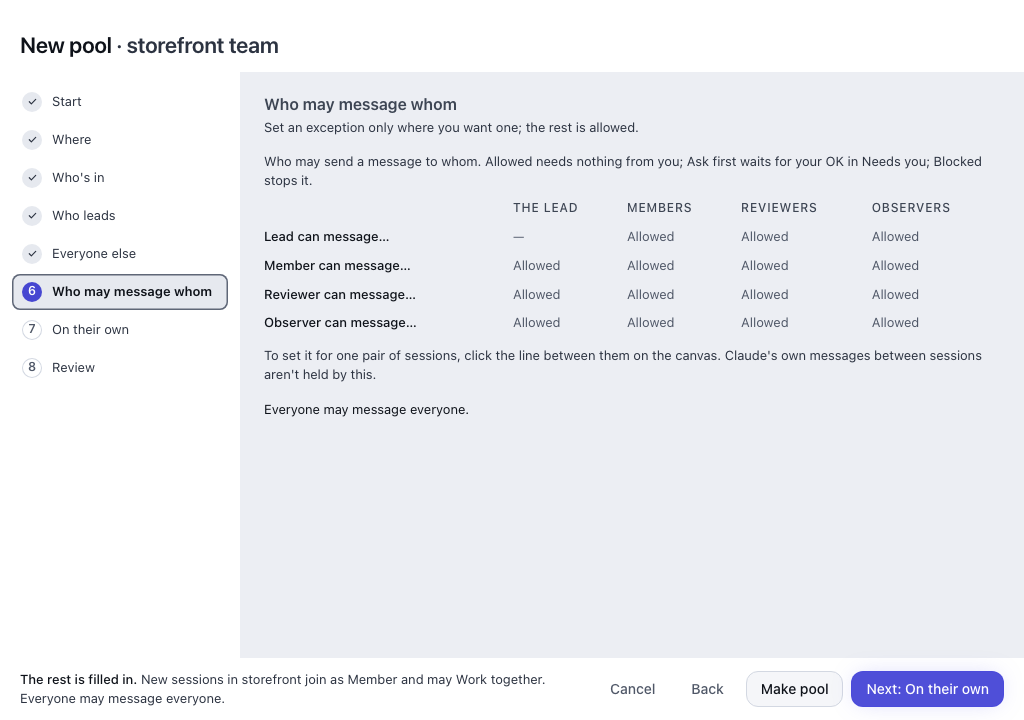 New pool · storefront team
Start
Where
Who's in
Who leads
Everyone else
6 Who may message whom
7 On their own
8 Review
Who may message whom
Set an exception only where you want one; the rest is allowed.
Who may send a message to whom. Allowed needs nothing from you; Ask first waits for your OK in Needs you; Blocked
stops it.
THE LEAD MEMBERS REVIEWERS OBSERVERS
Lead can message... — Allowed Allowed Allowed
Member can message... Allowed Allowed Allowed Allowed
Reviewer can message... Allowed Allowed Allowed Allowed
Observer can message... Allowed Allowed Allowed Allowed
To set it for one pair of sessions, click the line between them on the canvas. Claude's own messages between sessions
aren't held by this.
Everyone may message everyone.
The rest is filled in. New sessions in storefront join as Member and may Work together.
Everyone may message everyone.
Cancel Back Make pool Next: On their own